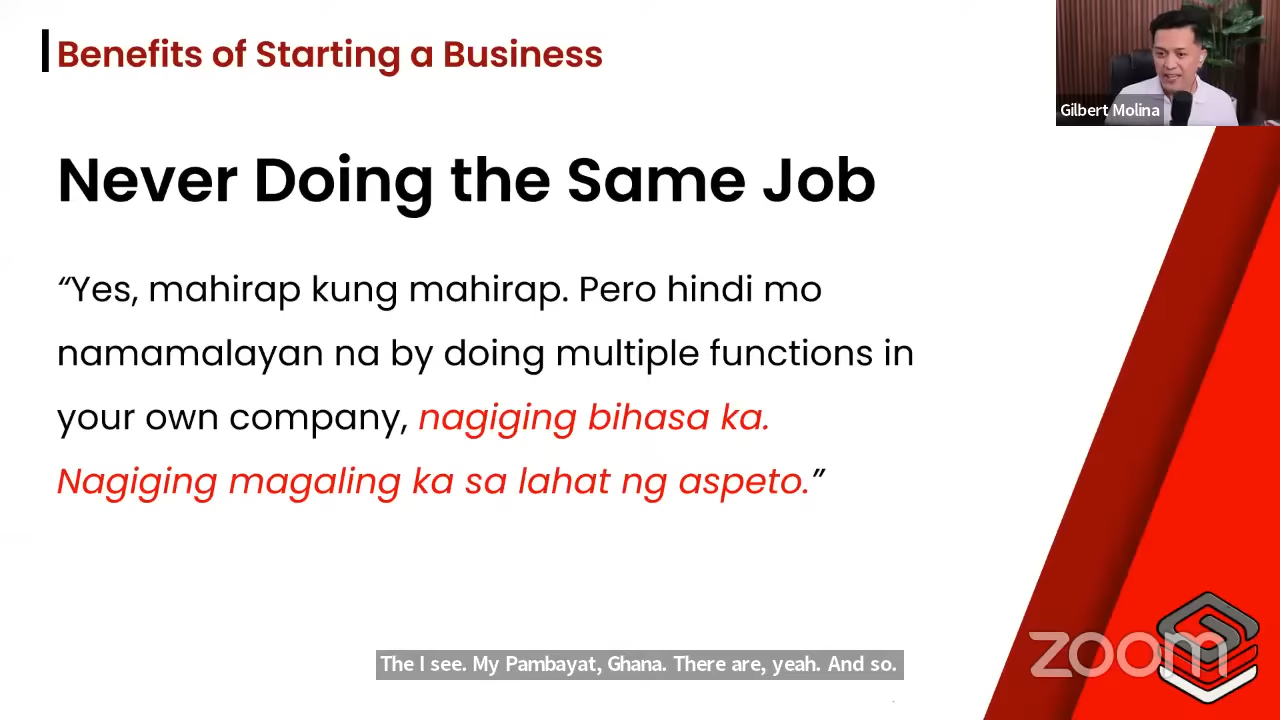 Benefits of Starting a Business
Gilbert Molina
Never Doing the Same Job
“Yes, mahirap kung mahirap. Pero hindi mo
namamalayan na by doing multiple functions in
your own company, nagiging bihasa ka.
Nagiging magaling ka sa lahat ng aspeto.”
The I see. My Pambayat, Ghana. There are, yeah. And so.
zoom